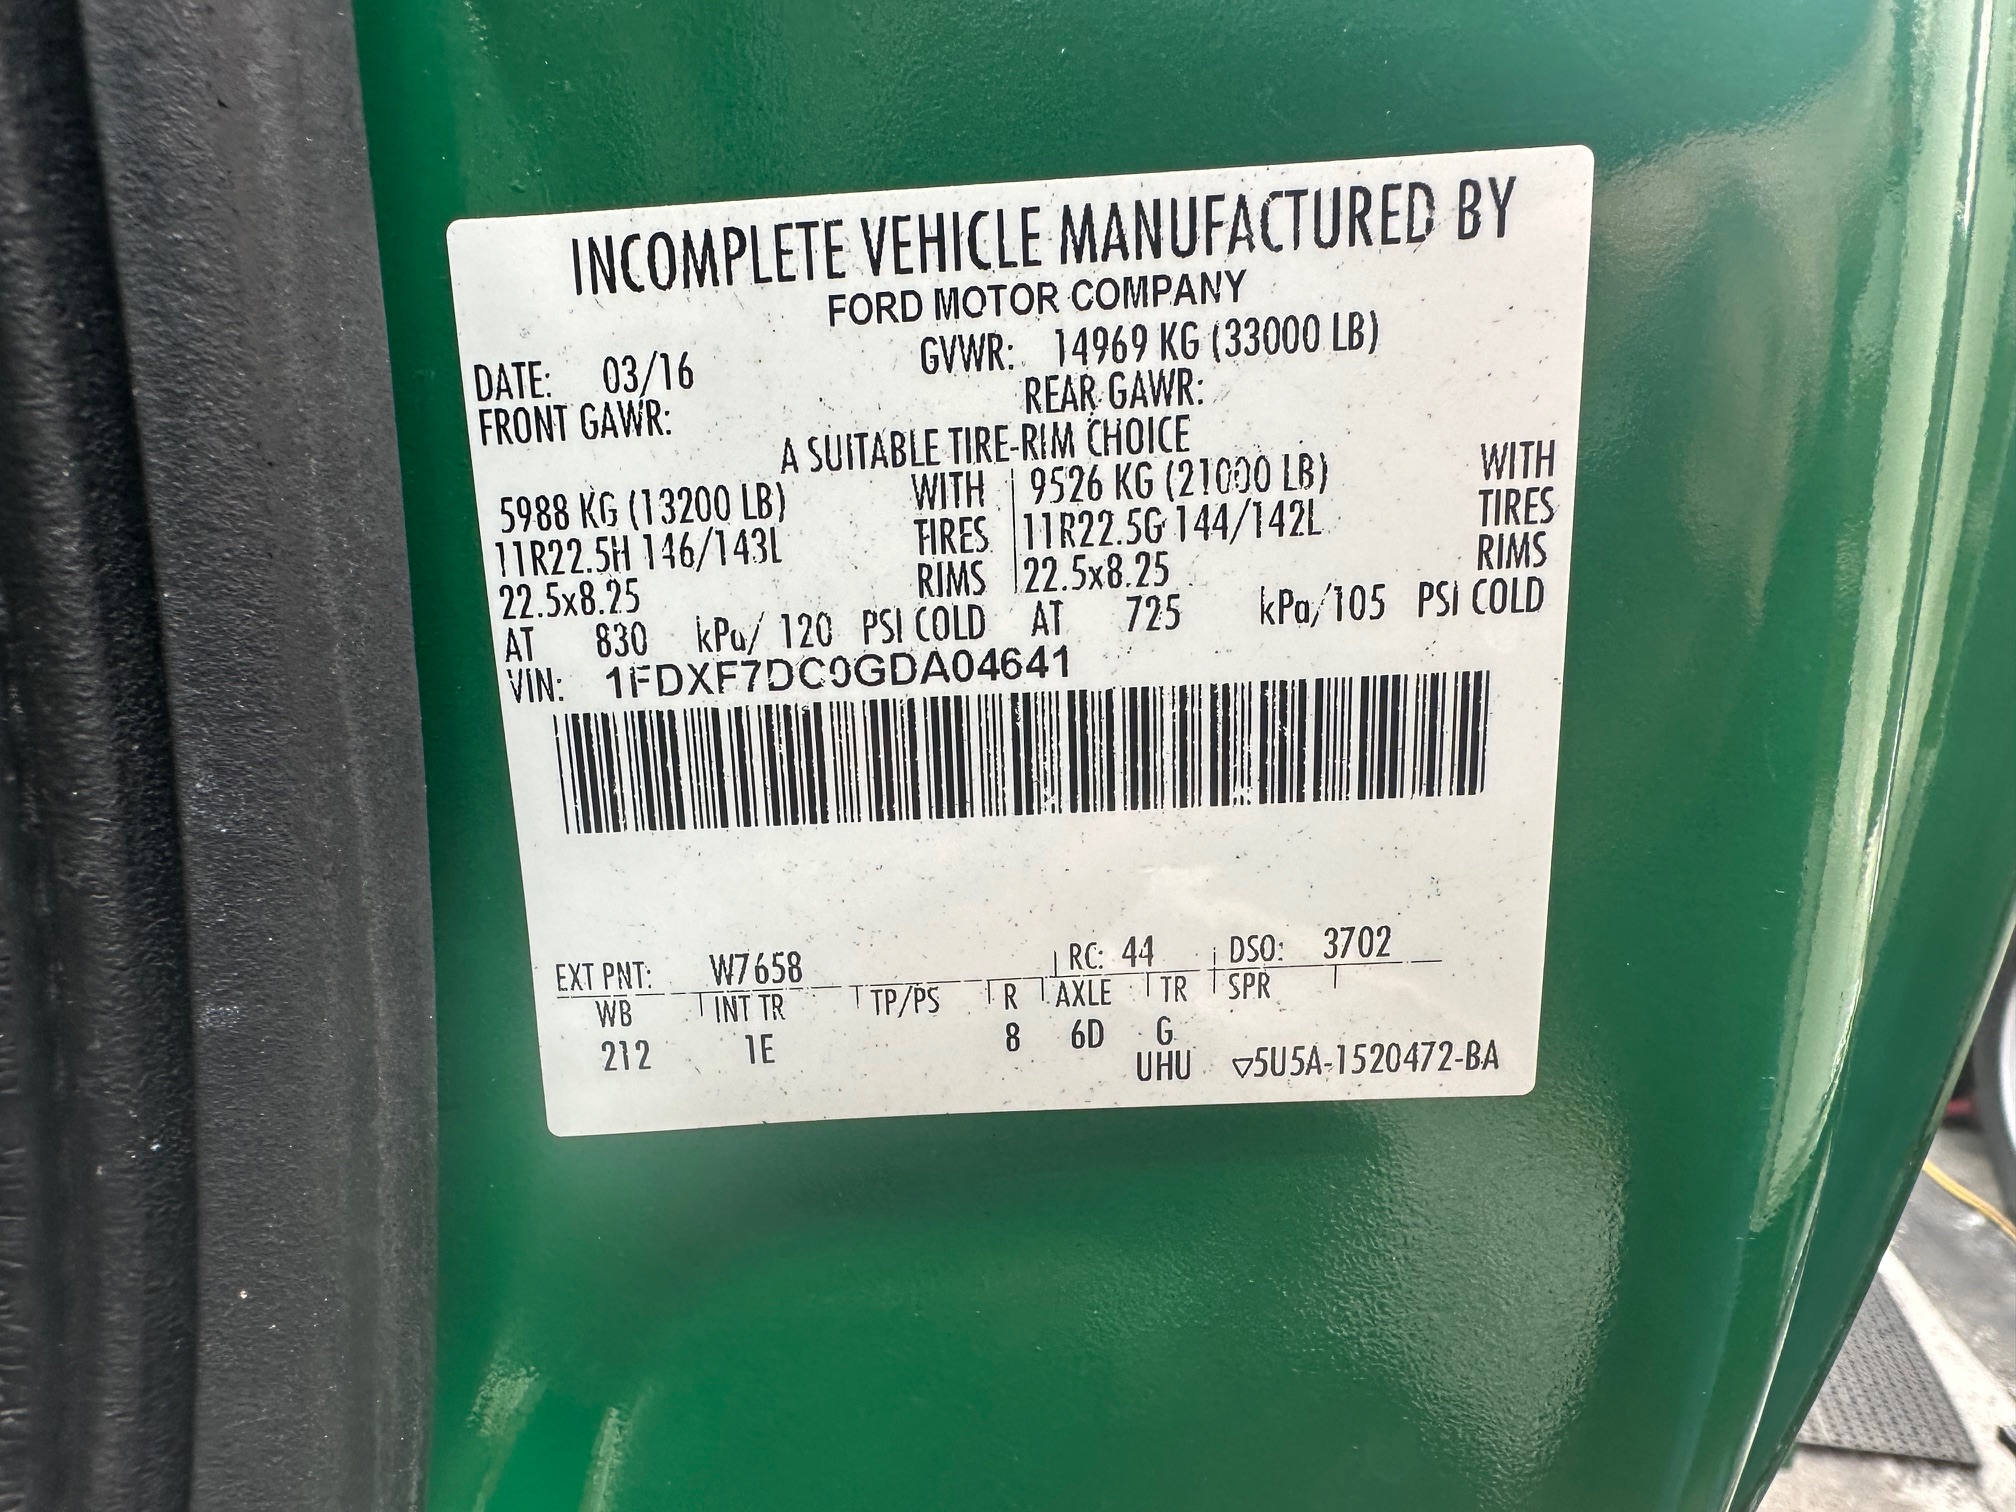 INCOMPLETE VEHICLE MANUFACTURED BY
FORD MOTOR COMPANY
DATE: 03/16 GVWR: 14969 KG (33000 LB)
FRONT GAWR: REAR GAWR:
A SUITABLE TIRE-RIM CHOICE
5988 KG (13200 LB) WITH 9526 KG (21000 LB) WITH
11R22.5H 146/143L TIRES 11R22.5G 144/142L TIRES
22.5x8.25 RIMS 22.5x8.25 RIMS
AT 830 kPa/ 120 PSI COLD AT 725 kPa/105 PSI COLD
VIN: 1FDXF7DC0GDA04641
EXT PNT: W7658 RC: 44 DSO: 3702
WB INT TR TP/PS R AXLE TR SPR
212 1E 8 6D G
UHU ▽5U5A-1520472-BA